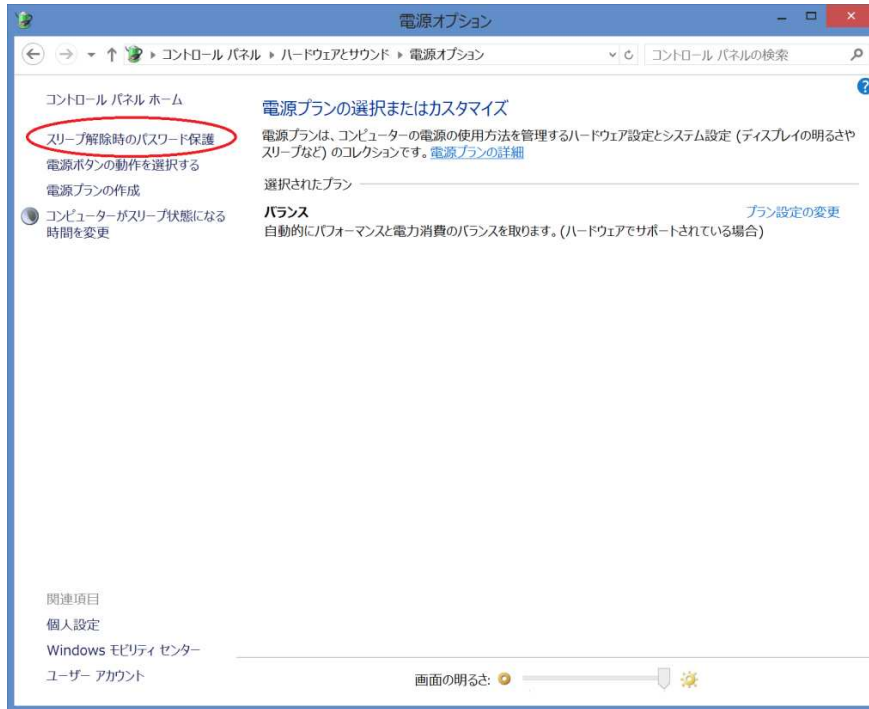 電源オプション
コントロール パネル ▸ ハードウェアとサウンド ▸ 電源オプション
コントロール パネルの検索
コントロール パネル ホーム
スリープ解除時のパスワード保護
電源ボタンの動作を選択する
電源プランの作成
コンピューターがスリープ状態になる
時間を変更
電源プランの選択またはカスタマイズ
電源プランは、コンピューターの電源の使用方法を管理するハードウェア設定とシステム設定 (ディスプレイの明るさや
スリープなど) のコレクションです。電源プランの詳細
選択されたプラン
バランス
プラン設定の変更
自動的にパフォーマンスと電力消費のバランスを取ります。(ハードウェアでサポートされている場合)
関連項目
個人設定
Windows モビリティ センター
ユーザー アカウント
画面の明るさ: